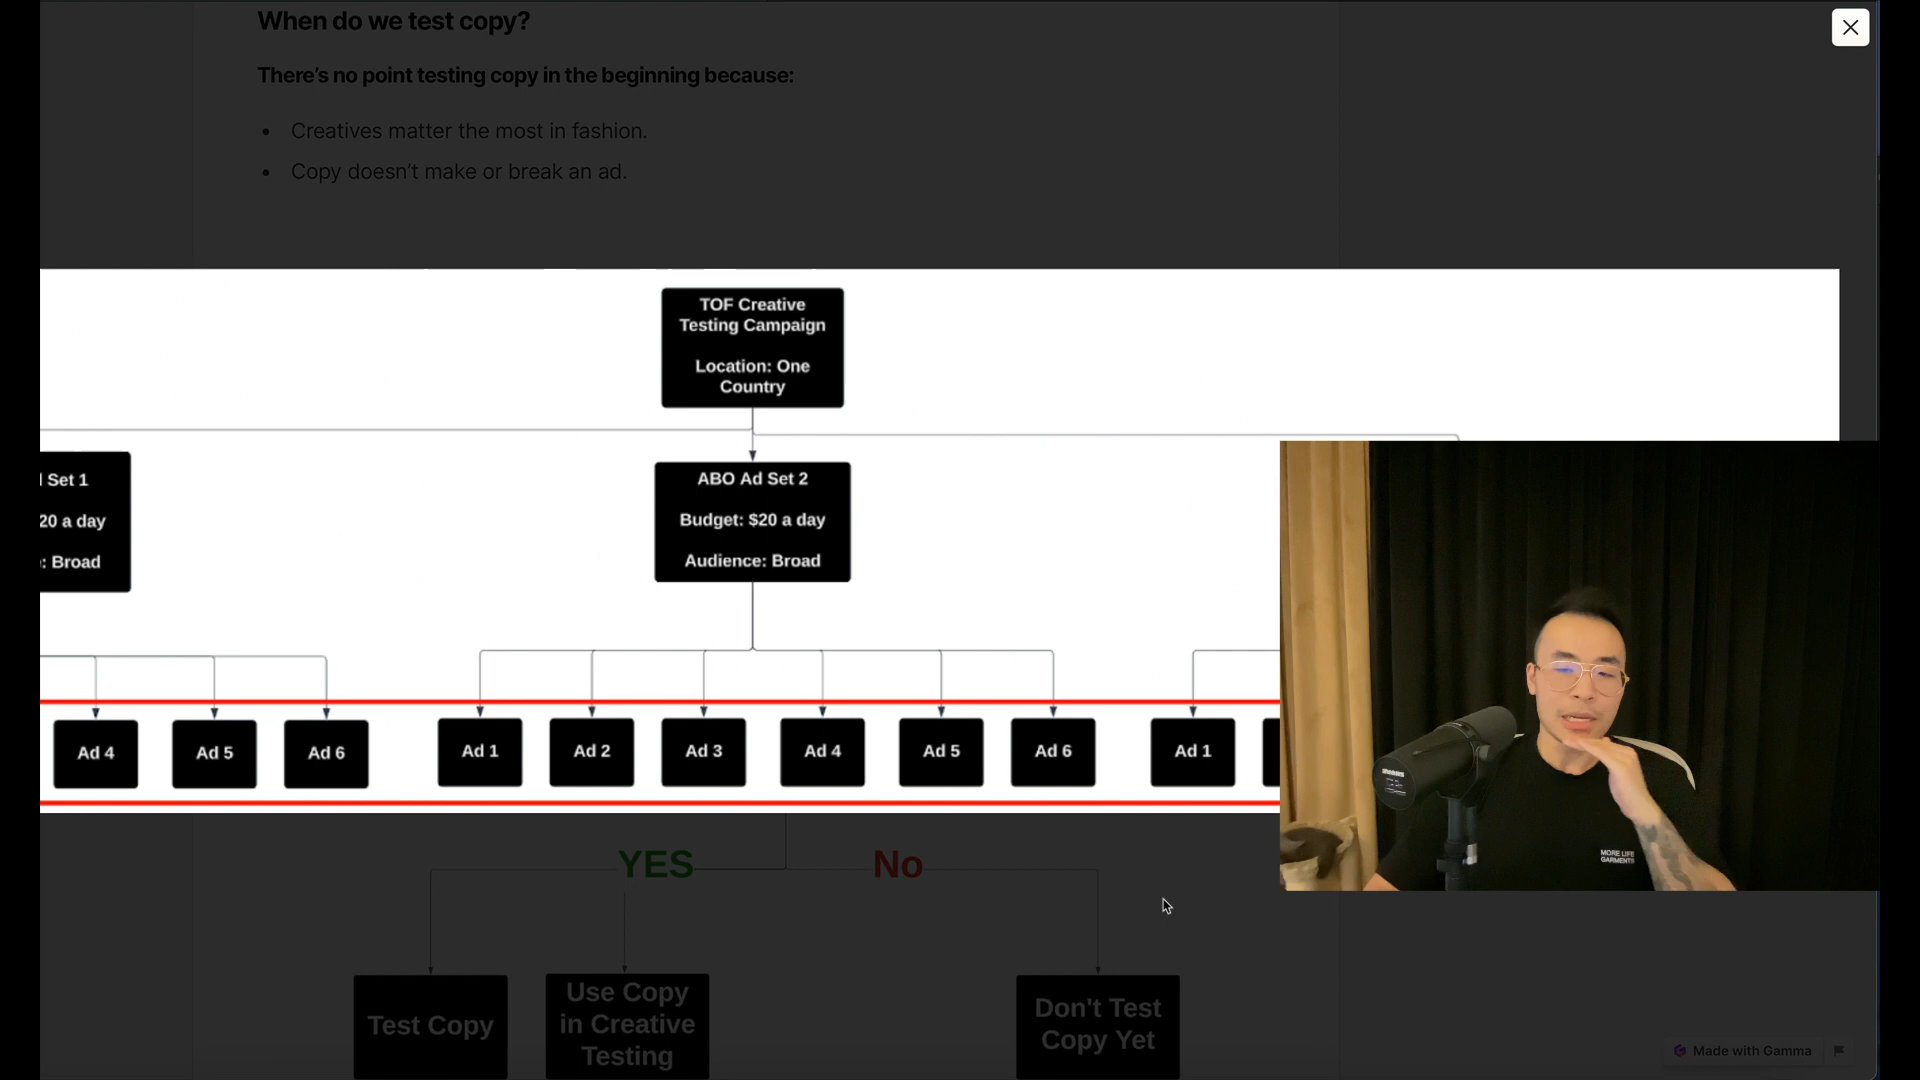 When do we test copy?
There's no point testing copy in the beginning because:
Creatives matter the most in fashion.
Copy doesn't make or break an ad.
TOF Creative
Testing Campaign
Location: One
Country
Set 1
20 a day
: Broad
ABO Ad Set 2
Budget: $20 a day
Audience: Broad
Ad 4
Ad 5
Ad 6
Ad 1
Ad 2
Ad 3
Ad 4
Ad 5
Ad 6
Ad 1
MORE LIFE
GARMENTS
YES
No
Test Copy
Use Copy
in Creative
Testing
Don't Test
Copy Yet
Made with Gamma